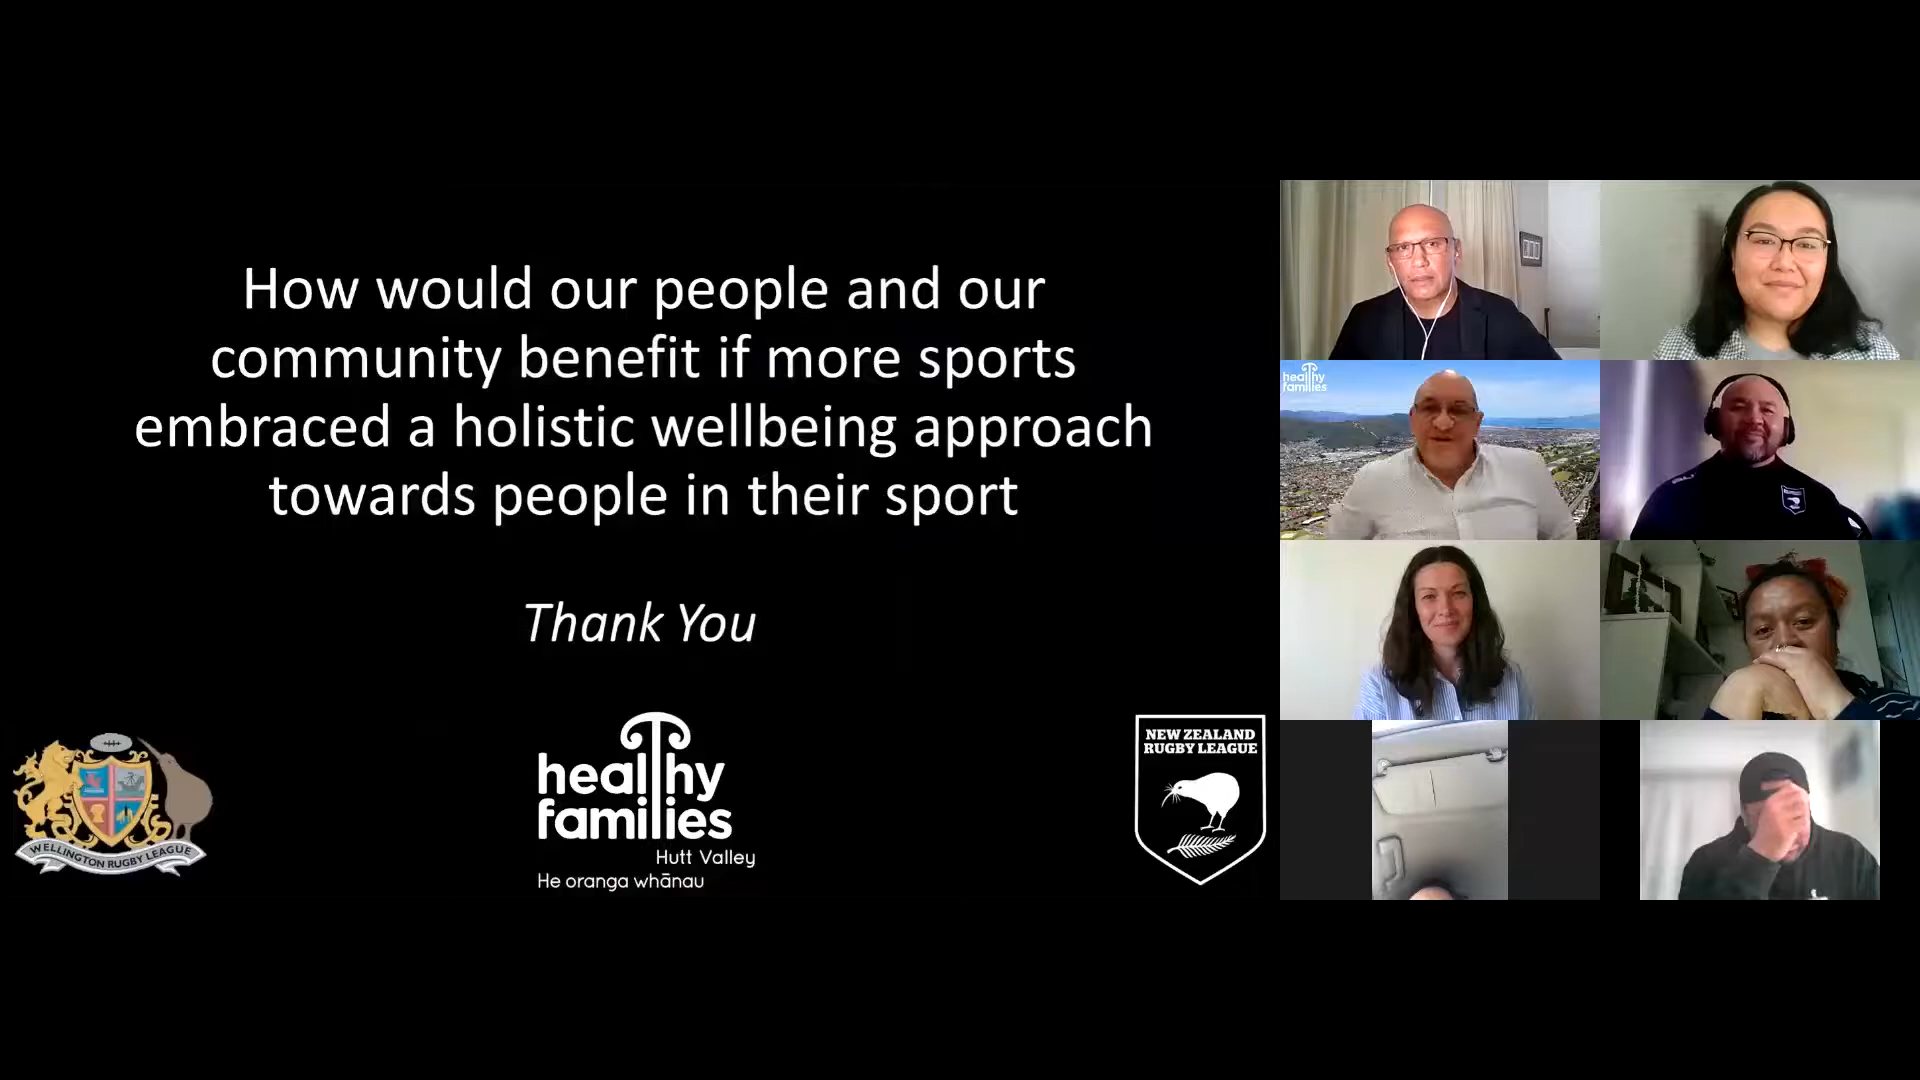 How would our people and our
community benefit if more sports
embraced a holistic wellbeing approach
towards people in their sport
Thank You
WELLINGTON RUGBY LEAGUE
healthy
families
Hutt Valley
He oranga whānau
NEW ZEALAND
RUGBY LEAGUE
healthy
families